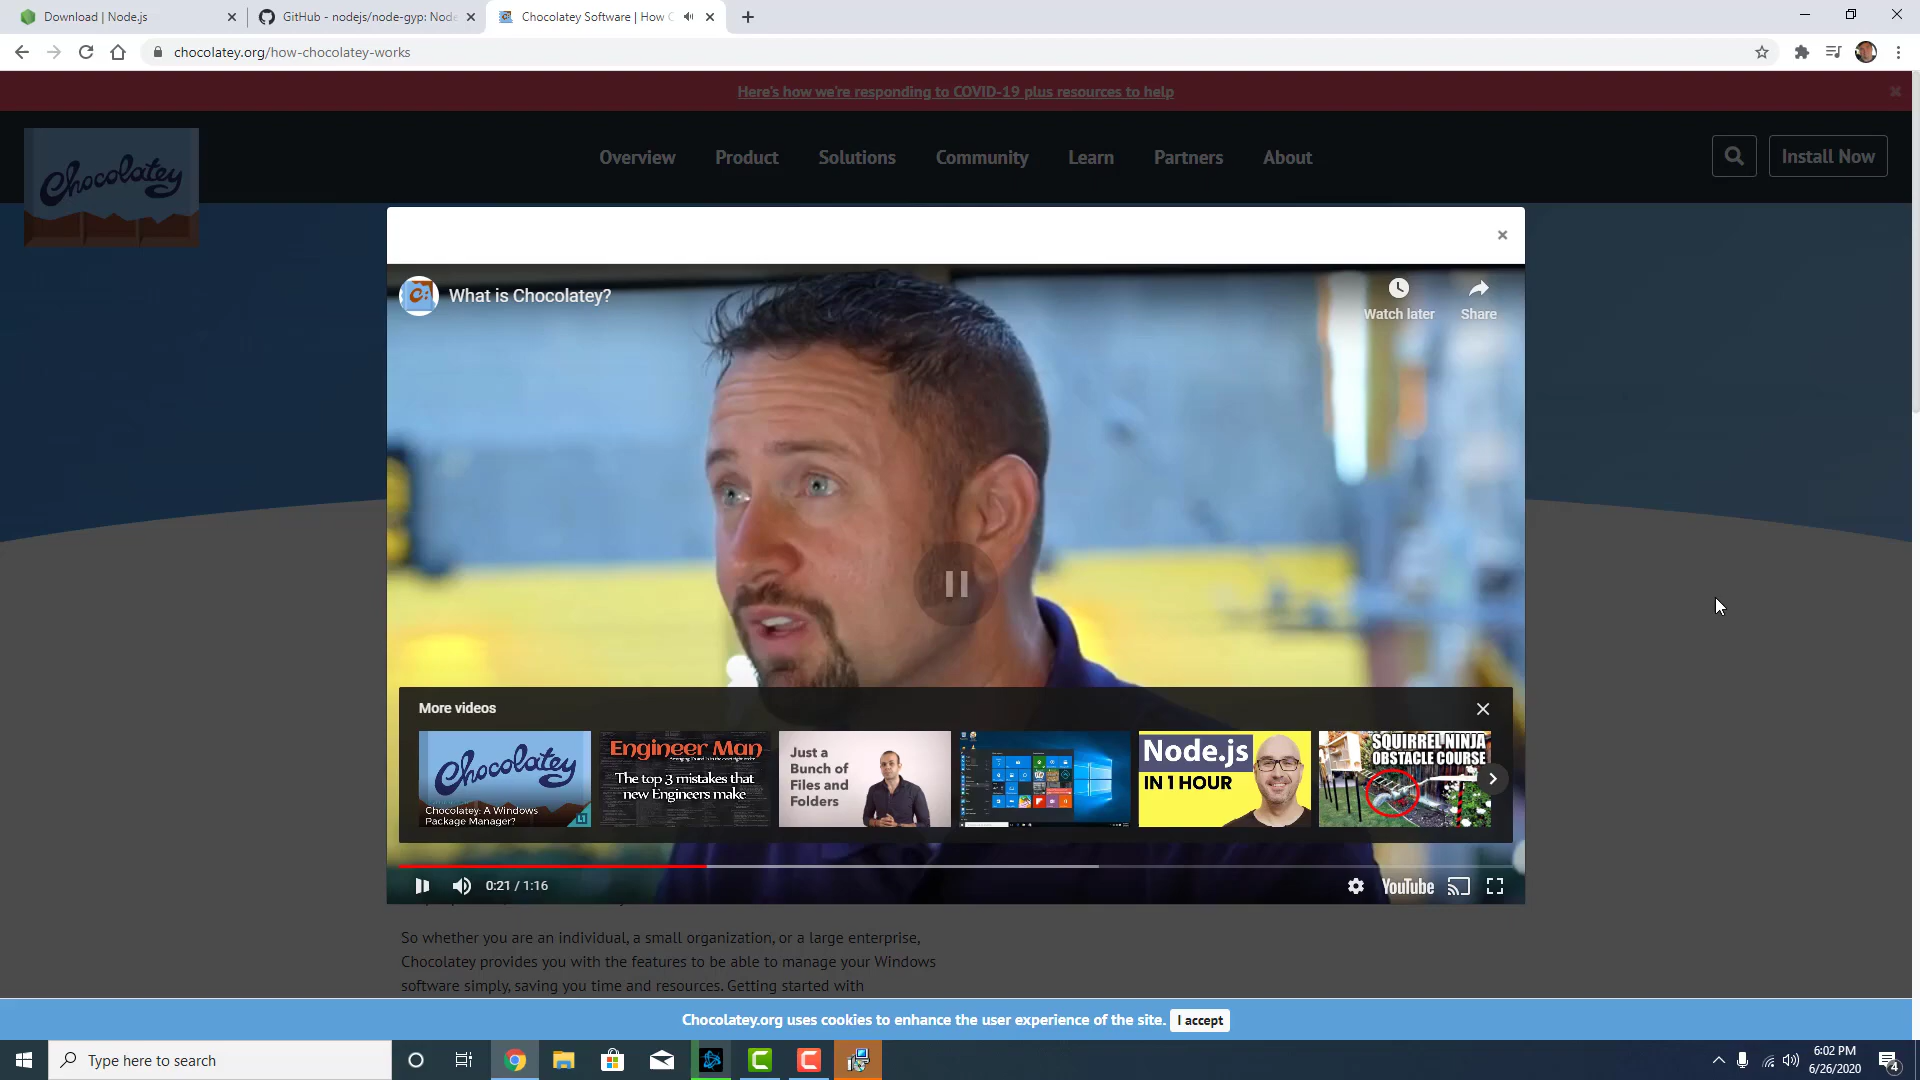 Download | Node.js
GitHub - nodejs/node-gyp: Node
Chocolatey Software | How C
chocolatey.org/how-chocolatey-works
Here's how we're responding to COVID-19 plus resources to help
Chocolatey
Overview
Product
Solutions
Community
Learn
Partners
About
Install Now
What is Chocolatey?
Watch later
Share
More videos
Chocolatey
Chocolatey: A Windows
Package Manager?
Engineer Man
The top 3 mistakes that
new Engineers make
Just a
Bunch of
Files and
Folders
Node.js
IN 1 HOUR
SQUIRREL NINJA
OBSTACLE COURSE
0:21 / 1:16
YouTube
So whether you are an individual, a small organization, or a large enterprise,
Chocolatey provides you with the features to be able to manage your Windows
software simply, saving you time and resources. Getting started with
Chocolatey.org uses cookies to enhance the user experience of the site.
I accept
Type here to search
6:02 PM
6/26/2020
4